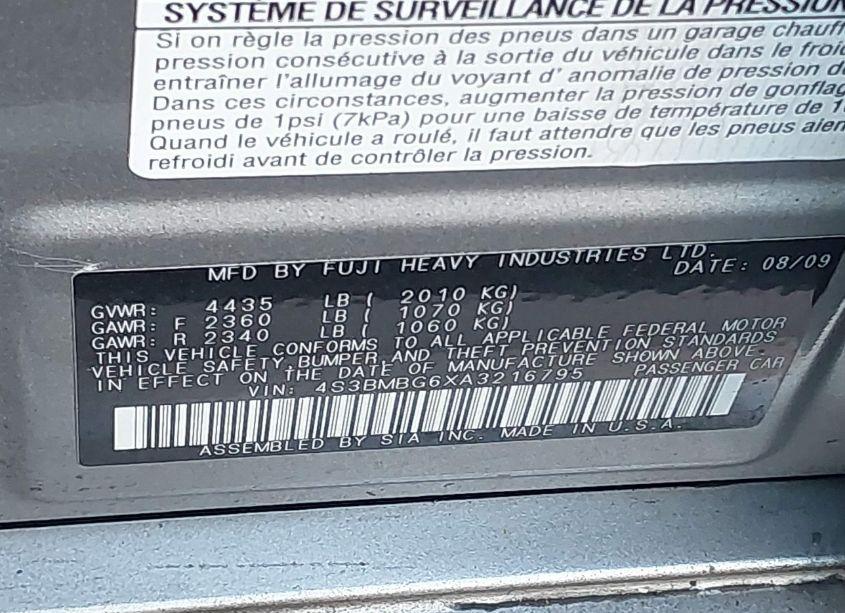 SYSTÈME DE SURVEILLANCE DE LA PRESSION
Si on règle la pression des pneus dans un garage chauff
pression consécutive à la sortie du véhicule dans le froid
entraîner l'allumage du voyant d' anomalie de pression d
Dans ces circonstances, augmenter la pression de gonflag
pneus de 1psi (7kPa) pour une baisse de température de 1
Quand le véhicule a roulé, il faut attendre que les pneus aien
refroidi avant de contrôler la pression.
MFD BY FUJI HEAVY INDUSTRIES LTD.
DATE: 08/09
GVWR: 4435 LB ( 2010 KG)
GAWR: F 2360 LB ( 1070 KG)
GAWR: R 2340 LB ( 1060 KG)
THIS VEHICLE CONFORMS TO ALL APPLICABLE FEDERAL MOTOR
VEHICLE SAFETY, BUMPER, AND THEFT PREVENTION STANDARDS
IN EFFECT ON THE DATE OF MANUFACTURE SHOWN ABOVE.
VIN: 4S3BMBG6XA3216795 PASSENGER CAR
ASSEMBLED BY SIA INC. MADE IN U.S.A.